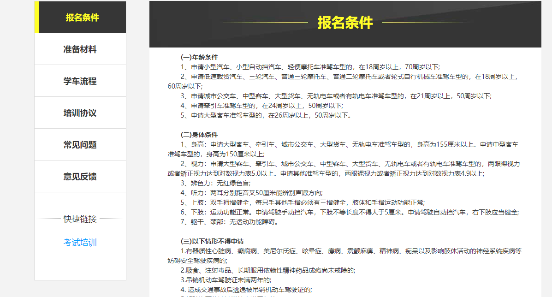 报名条件
准备材料
学车流程
培训协议
常见问题
意见反馈
快捷链接
考试培训
报名条件
(一)年龄条件
1、申请小型汽车、小型自动挡汽车、轻便摩托车准驾车型的，在18周岁以上，70周岁以下；
2、申请低速载货汽车、三轮汽车、普通三轮摩托车、普通二轮摩托车或者轮式自行机械车准驾车型的，在18周岁以上，
60周岁以下；
3、申请城市公交车、中型客车、大型货车、无轨电车或者有轨电车准驾车型的，在21周岁以上，50周岁以下；
4、申请牵引车准驾车型的，在24周岁以上，50周岁以下；
5、申请大型客车准驾车型的，在26周岁以上，50周岁以下。
(二)身体条件
1、身高：申请大型客车、牵引车、城市公交车、大型货车、无轨电车准驾车型的，身高为155厘米以上。申请中型客车
准驾车型的，身高为150厘米以上；
2、视力：申请大型客车、牵引车、城市公交车、中型客车、大型货车、无轨电车或者有轨电车准驾车型的，两眼裸视力
或者矫正视力达到对数视力表5.0以上。申请其他准驾车型的，两眼裸视力或者矫正视力达到对数视力表4.9以上；
3、辨色力：无红绿色盲；
4、听力：两耳分别距音叉50厘米能辨别声源方向；
5、上肢：双手拇指健全，每只手其他手指必须有三指健全，肢体和手指运动功能正常；
6、下肢：运动功能正常。申请驾驶手动挡汽车，下肢不等长度不得大于5厘米。申请驾驶自动挡汽车，右下肢应当健全；
7、躯干、颈部：无运动功能障碍。
(三)以下情形不得申请
1.有器质性心脏病、癫痫病、美尼尔氏症、眩晕症、癔病、震颤麻痹、精神病、痴呆以及影响肢体活动的神经系统疾病等
妨碍安全驾驶疾病的；
2.吸食、注射毒品、长期服用依赖性精神药品成瘾尚未戒除的；
3.吊销机动车驾驶证未满两年的；
4.造成交通事故后逃逸被吊销机动车驾驶证的；